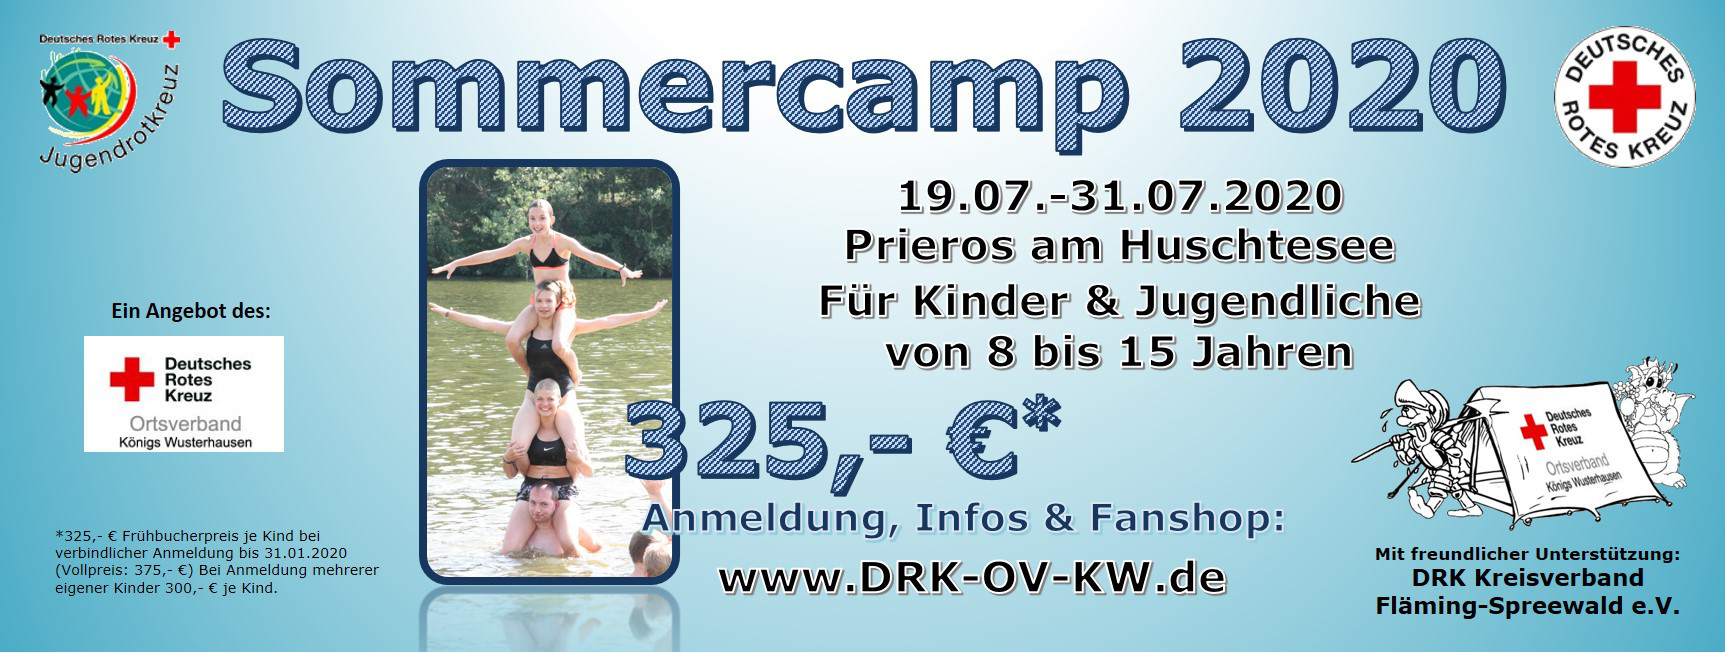 Deutsches Rotes Kreuz
Jugendrotkreuz
Sommercamp 2020
DEUTSCHES
ROTES KREUZ
19.07.-31.07.2020
Prieros am Huschtesee
Für Kinder & Jugendliche
von 8 bis 15 Jahren
Ein Angebot des:
Deutsches
Rotes
Kreuz
Ortsverband
Königs Wusterhausen
325,- €*
Anmeldung, Infos & Fanshop:
www.DRK-OV-KW.de
*325,- € Frühbucherpreis je Kind bei
verbindlicher Anmeldung bis 31.01.2020
(Vollpreis: 375,- €) Bei Anmeldung mehrerer
eigener Kinder 300,- € je Kind.
Deutsches
Rotes
Kreuz
Ortsverband
Königs Wusterhausen
Mit freundlicher Unterstützung:
DRK Kreisverband
Fläming-Spreewald e.V.